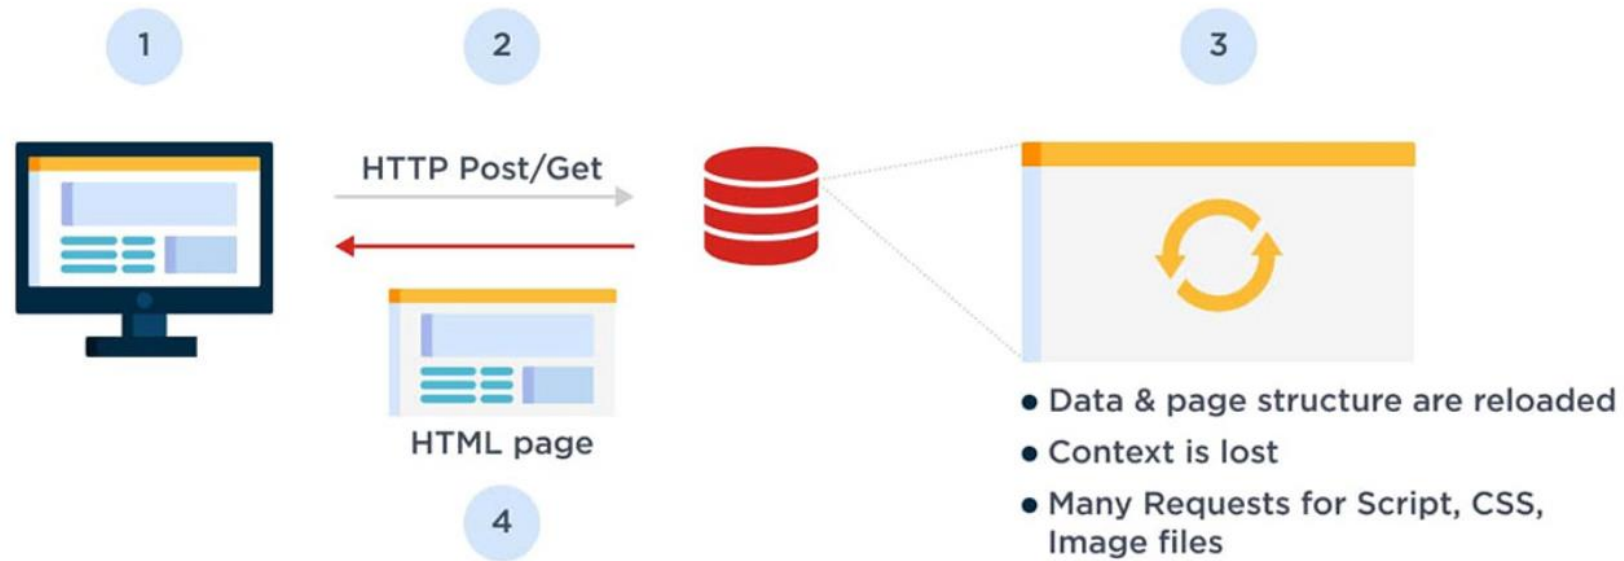 1
2
3
HTTP Post/Get
HTML page
4
• Data & page structure are reloaded
• Context is lost
• Many Requests for Script, CSS,
Image files